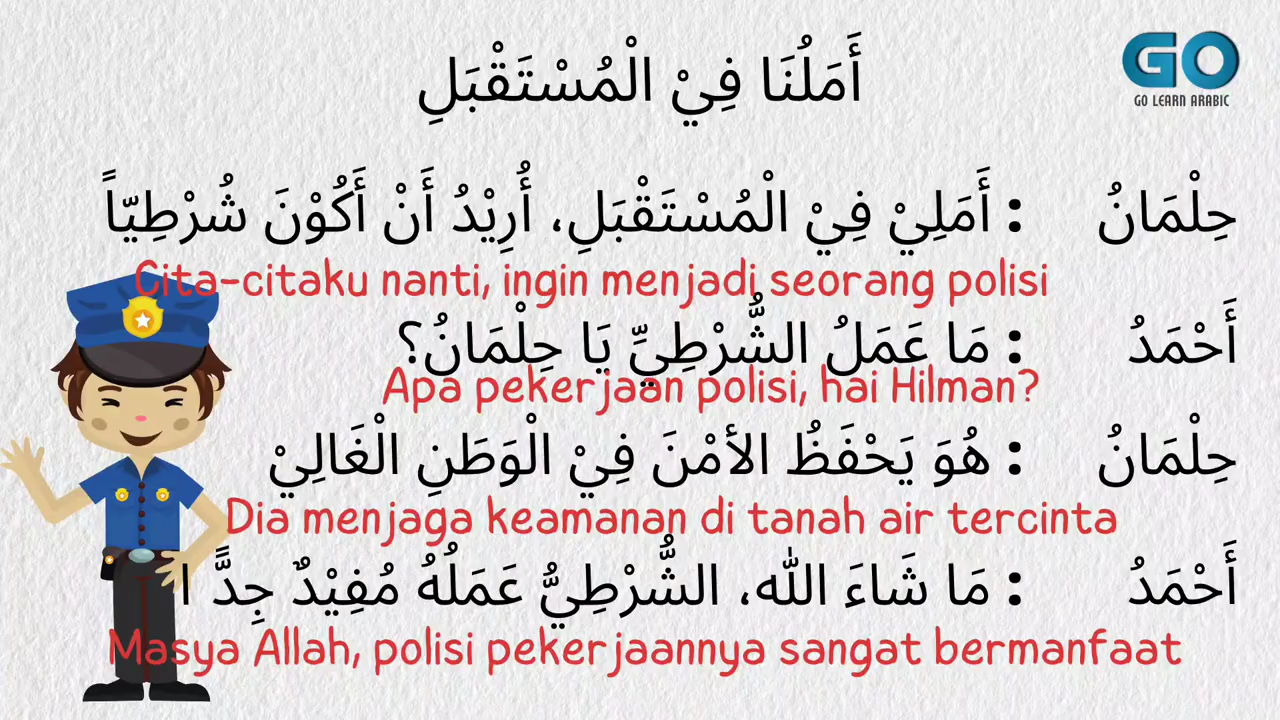 أَمَلُنَا فِيْ الْمُسْتَقْبَلِ
GO
GO LEARN ARABIC
حِلْمَانُ : أَمَلِيْ فِيْ الْمُسْتَقْبَلِ، أُرِيْدُ أَنْ أَكُوْنَ شُرْطِيّاً
Cita-citaku nanti, ingin menjadi seorang polisi
أَحْمَدُ : مَا عَمَلُ الشُّرْطِيِّ يَا حِلْمَانُ؟
Apa pekerjaan polisi, hai Hilman?
حِلْمَانُ : هُوَ يَحْفَظُ الأمْنَ فِيْ الْوَطَنِ الْغَالِيْ
Dia menjaga keamanan di tanah air tercinta
أَحْمَدُ : مَا شَاءَ اللّٰه، الشُّرْطِيُّ عَمَلُهُ مُفِيْدٌ جِدًّ ا
Masya Allah, polisi pekerjaannya sangat bermanfaat